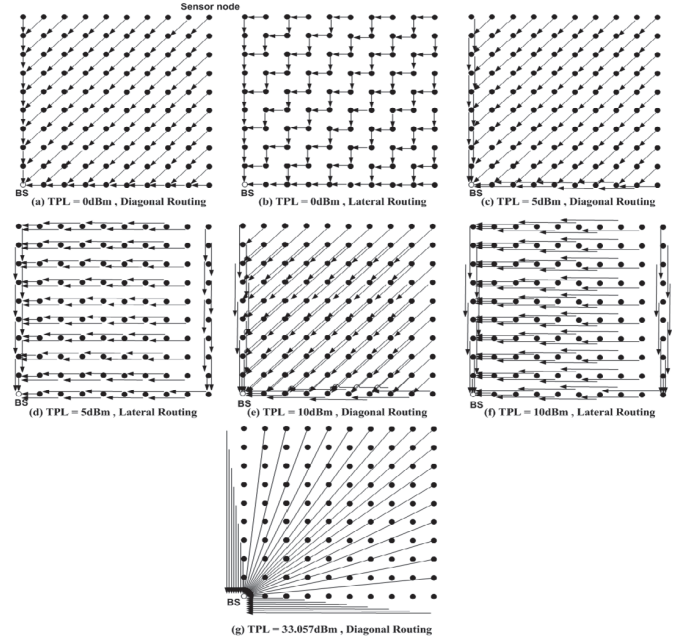 Sensor node
BS
(a) TPL = 0dBm , Diagonal Routing
BS
(b) TPL = 0dBm , Lateral Routing
BS
(c) TPL = 5dBm , Diagonal Routing
BS
(d) TPL = 5dBm , Lateral Routing
BS
(e) TPL = 10dBm , Diagonal Routing
BS
(f) TPL = 10dBm , Lateral Routing
BS
(g) TPL = 33.057dBm , Diagonal Routing